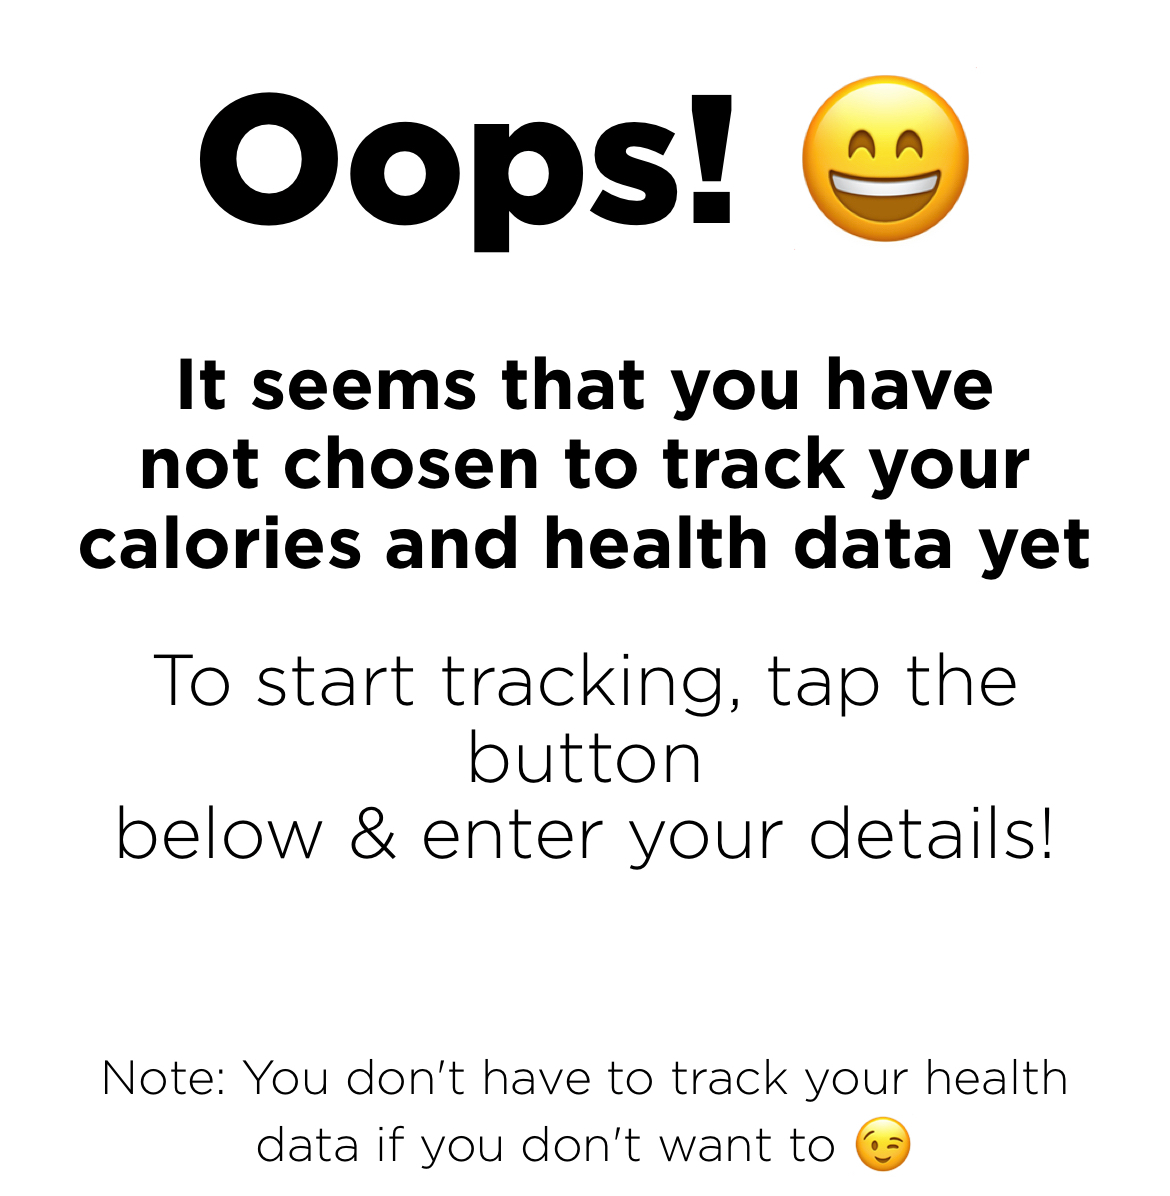 Oops! 😄
It seems that you have
not chosen to track your
calories and health data yet
To start tracking, tap the
button
below & enter your details!
Note: You don't have to track your health
data if you don't want to 😉